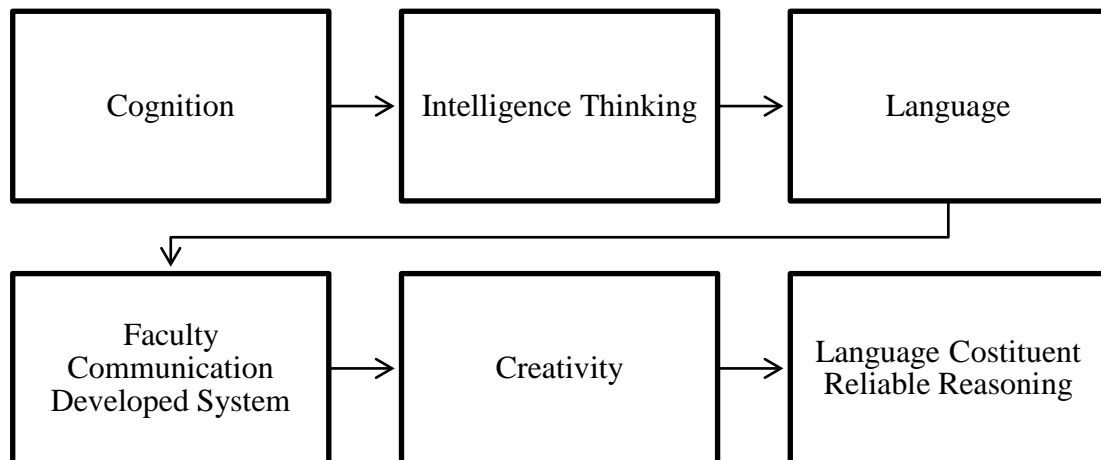 Cognition
Intelligence Thinking
Language
Faculty
Communication
Developed System
Creativity
Language Costituent
Reliable Reasoning